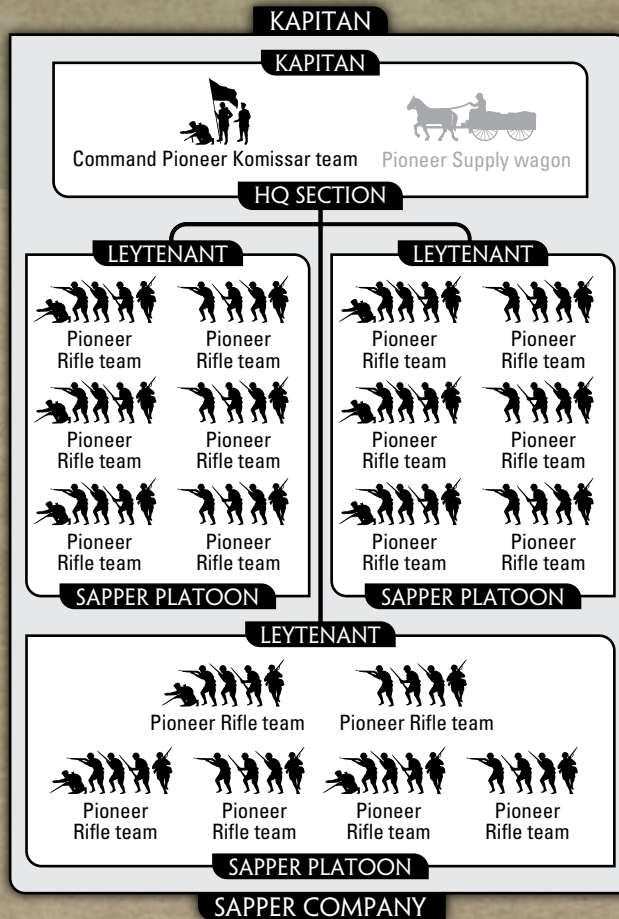 KAPITAN
KAPITAN
Command Pioneer Komissar team
Pioneer Supply wagon
HQ SECTION
LEYTENANT
Pioneer
Rifle team
Pioneer
Rifle team
Pioneer
Rifle team
Pioneer
Rifle team
Pioneer
Rifle team
Pioneer
Rifle team
SAPPER PLATOON
LEYTENANT
Pioneer
Rifle team
Pioneer
Rifle team
Pioneer
Rifle team
Pioneer
Rifle team
Pioneer
Rifle team
Pioneer
Rifle team
SAPPER PLATOON
LEYTENANT
Pioneer Rifle team
Pioneer Rifle team
Pioneer
Rifle team
Pioneer
Rifle team
Pioneer
Rifle team
Pioneer
Rifle team
SAPPER PLATOON
SAPPER COMPANY